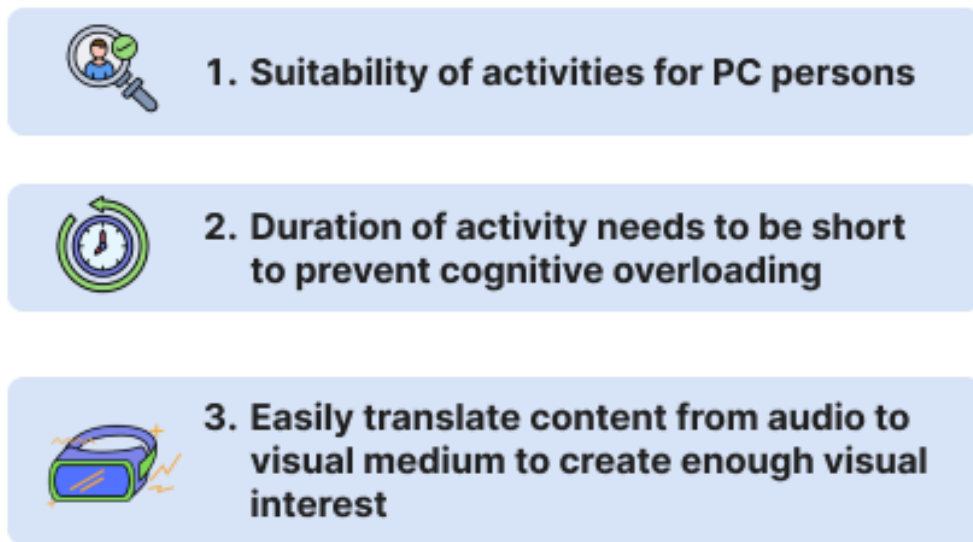 1. Suitability of activities for PC persons
2. Duration of activity needs to be short
to prevent cognitive overloading
3. Easily translate content from audio to
visual medium to create enough visual
interest